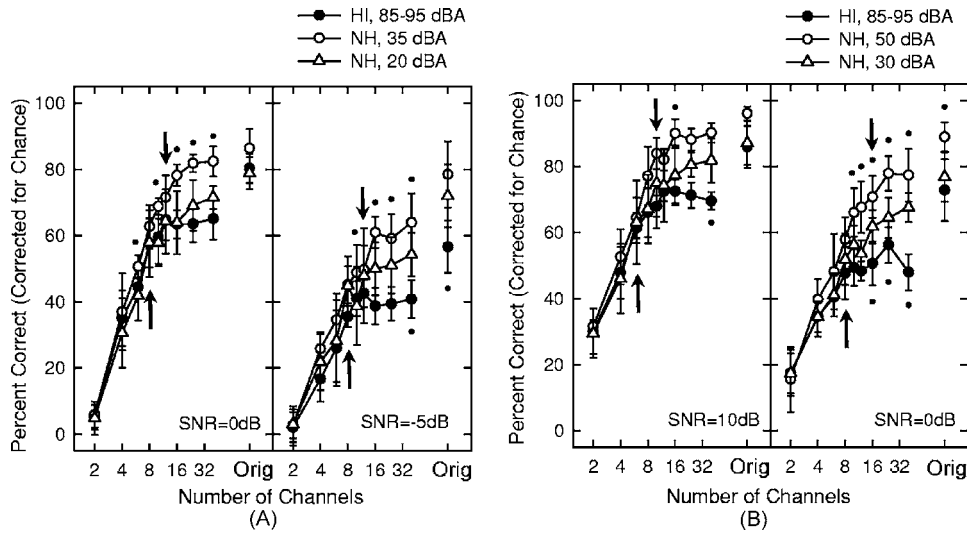 HI, 85-95 dBA
NH, 35 dBA
NH, 20 dBA
HI, 85-95 dBA
NH, 50 dBA
NH, 30 dBA
(A)
(B)
Percent Correct (Corrected for Chance)
100
80
60
40
20
0
SNR=0dB
SNR=-5dB
2 4 8 16 32 Orig 2 4 8 16 32 Orig
Number of Channels
(A)
Percent Correct (Corrected for Chance)
100
80
60
40
20
0
SNR=10dB
SNR=0dB
2 4 8 16 32 Orig 2 4 8 16 32 Orig
Number of Channels
(B)